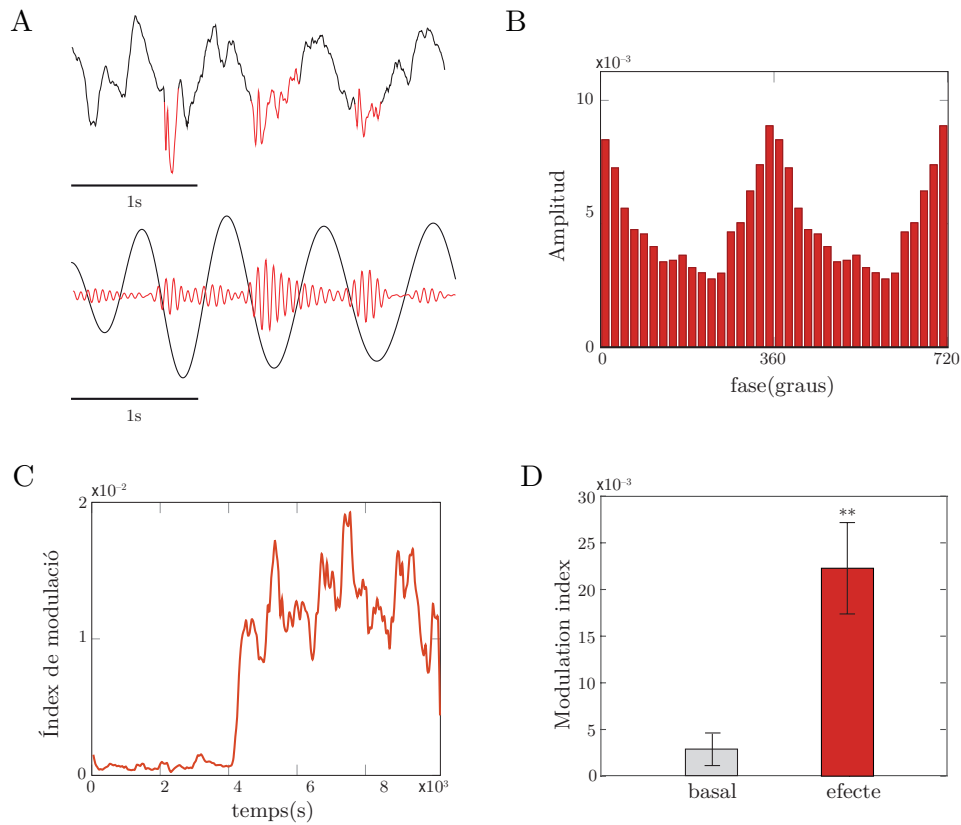 A
1s
1s
B
x10⁻³
10
5
0
Amplitud
0 360 720
fase(graus)
C
x10⁻²
2
1
0
Índex de modulació
0 2 4 6 8 x10³
temps(s)
D
x10⁻³
30
25
20
15
10
5
0
Modulation index
**
basal efecte